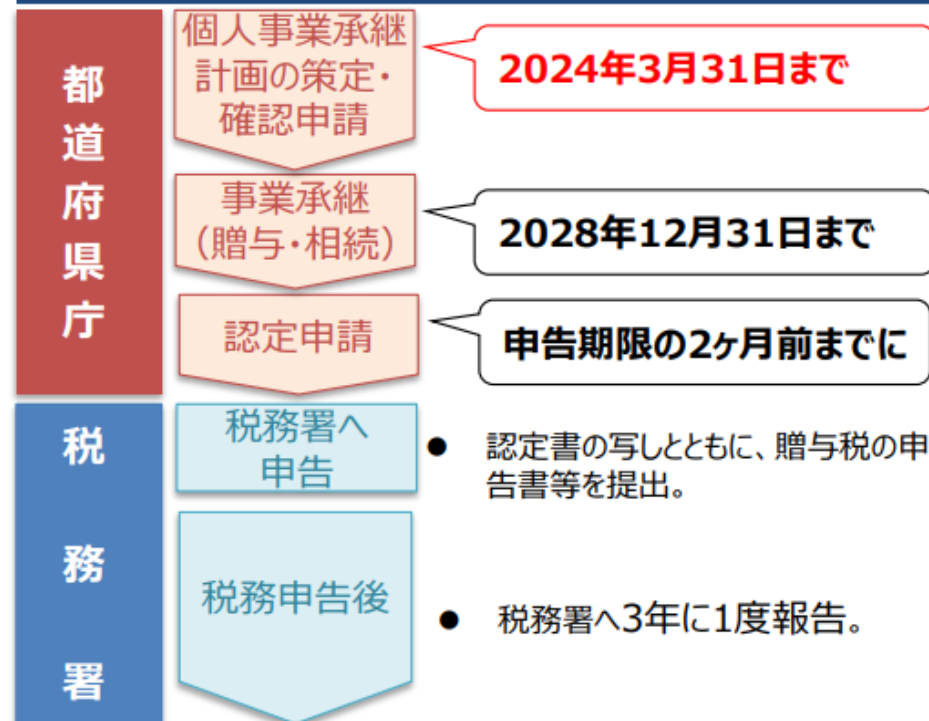 都道府県庁
個人事業承継
計画の策定・
確認申請
2024年3月31日まで
事業承継
（贈与・相続）
2028年12月31日まで
認定申請
申告期限の2ヶ月前までに
税務署
税務署へ
申告
● 認定書の写しとともに、贈与税の申
告書等を提出。
税務申告後
● 税務署へ3年に1度報告。